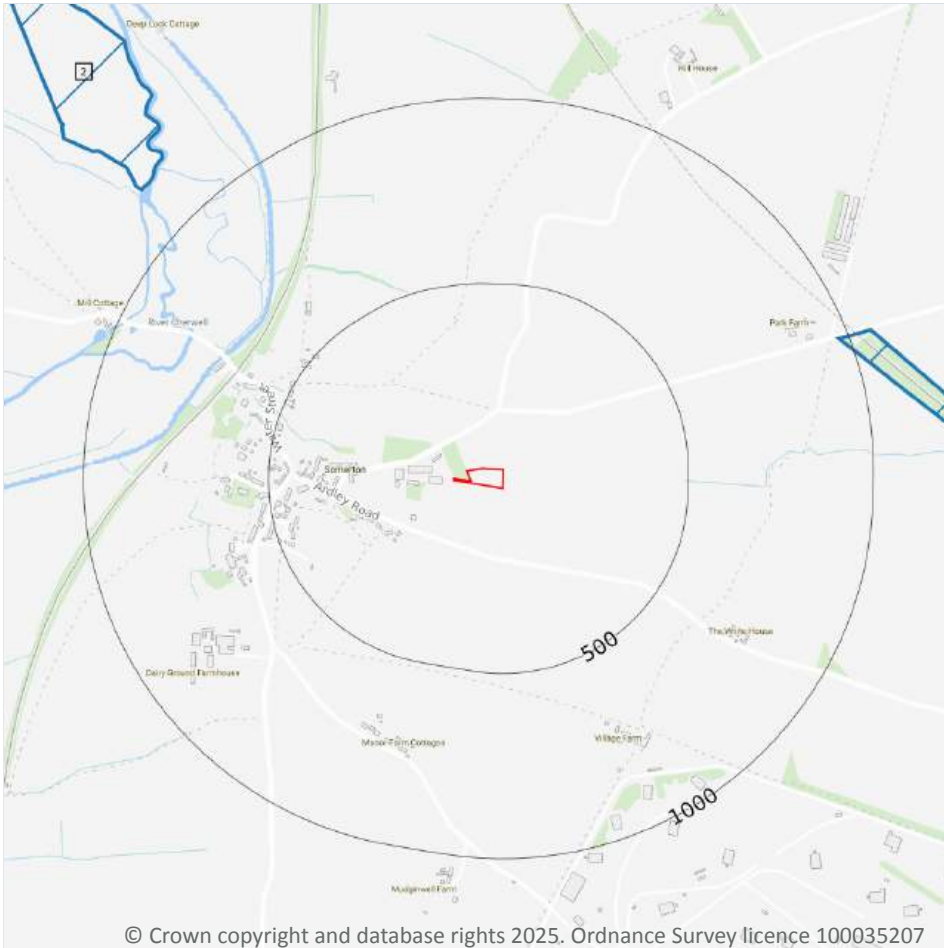 Deep Lock Cottage
2
Hill House
Mill Cottage
River Cherwell
Park Farm
Water Street
Somerton
Ardley Road
500
The White House
Dairy Ground Farmhouse
Manor Farm Cottages
Village Farm
1000
Mudginwell Farm
© Crown copyright and database rights 2025. Ordnance Survey licence 100035207